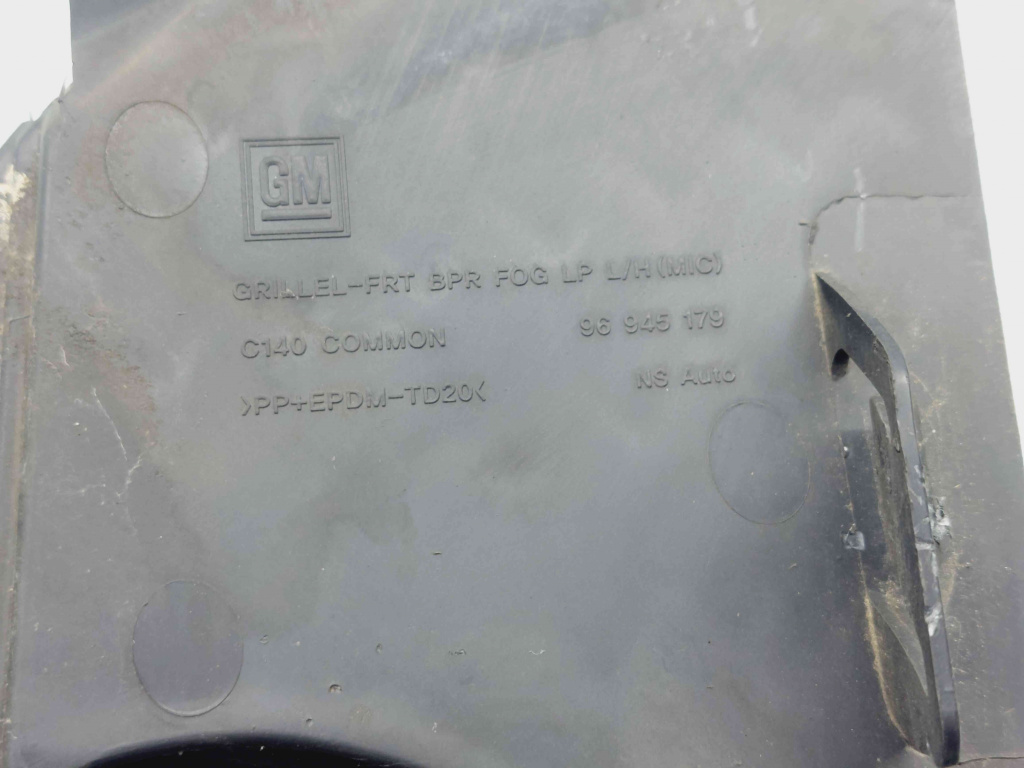 GM
GRILLEL-FRT BPR FOG LP L/H(MIC)
C140 COMMON 96 945 179
>PP+EPDM-TD20< NS Auto